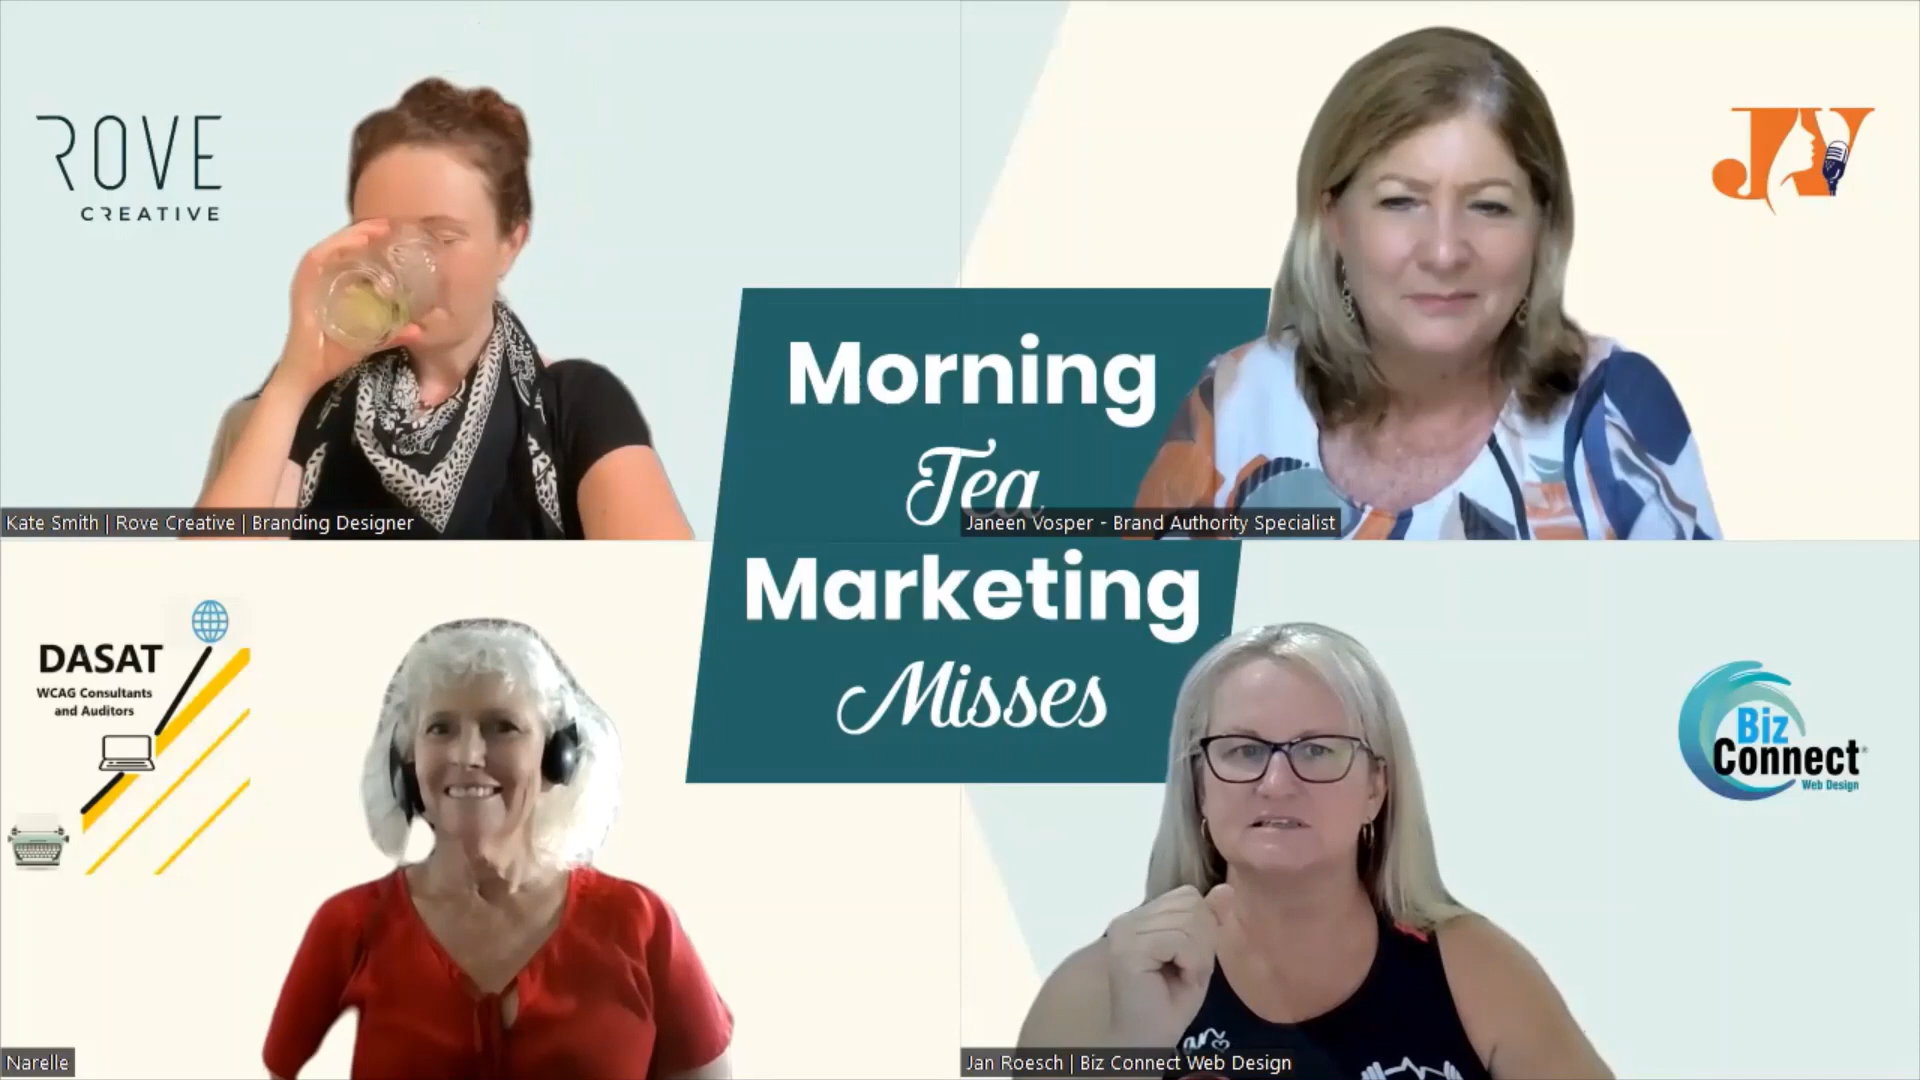 ROVE
CREATIVE
JV
Morning
Tea
Marketing
Misses
Kate Smith | Rove Creative | Branding Designer
Janeen Vosper - Brand Authority Specialist
DASAT
WCAG Consultants
and Auditors
Biz
Connect®
Web Design
Narelle
Jan Roesch | Biz Connect Web Design